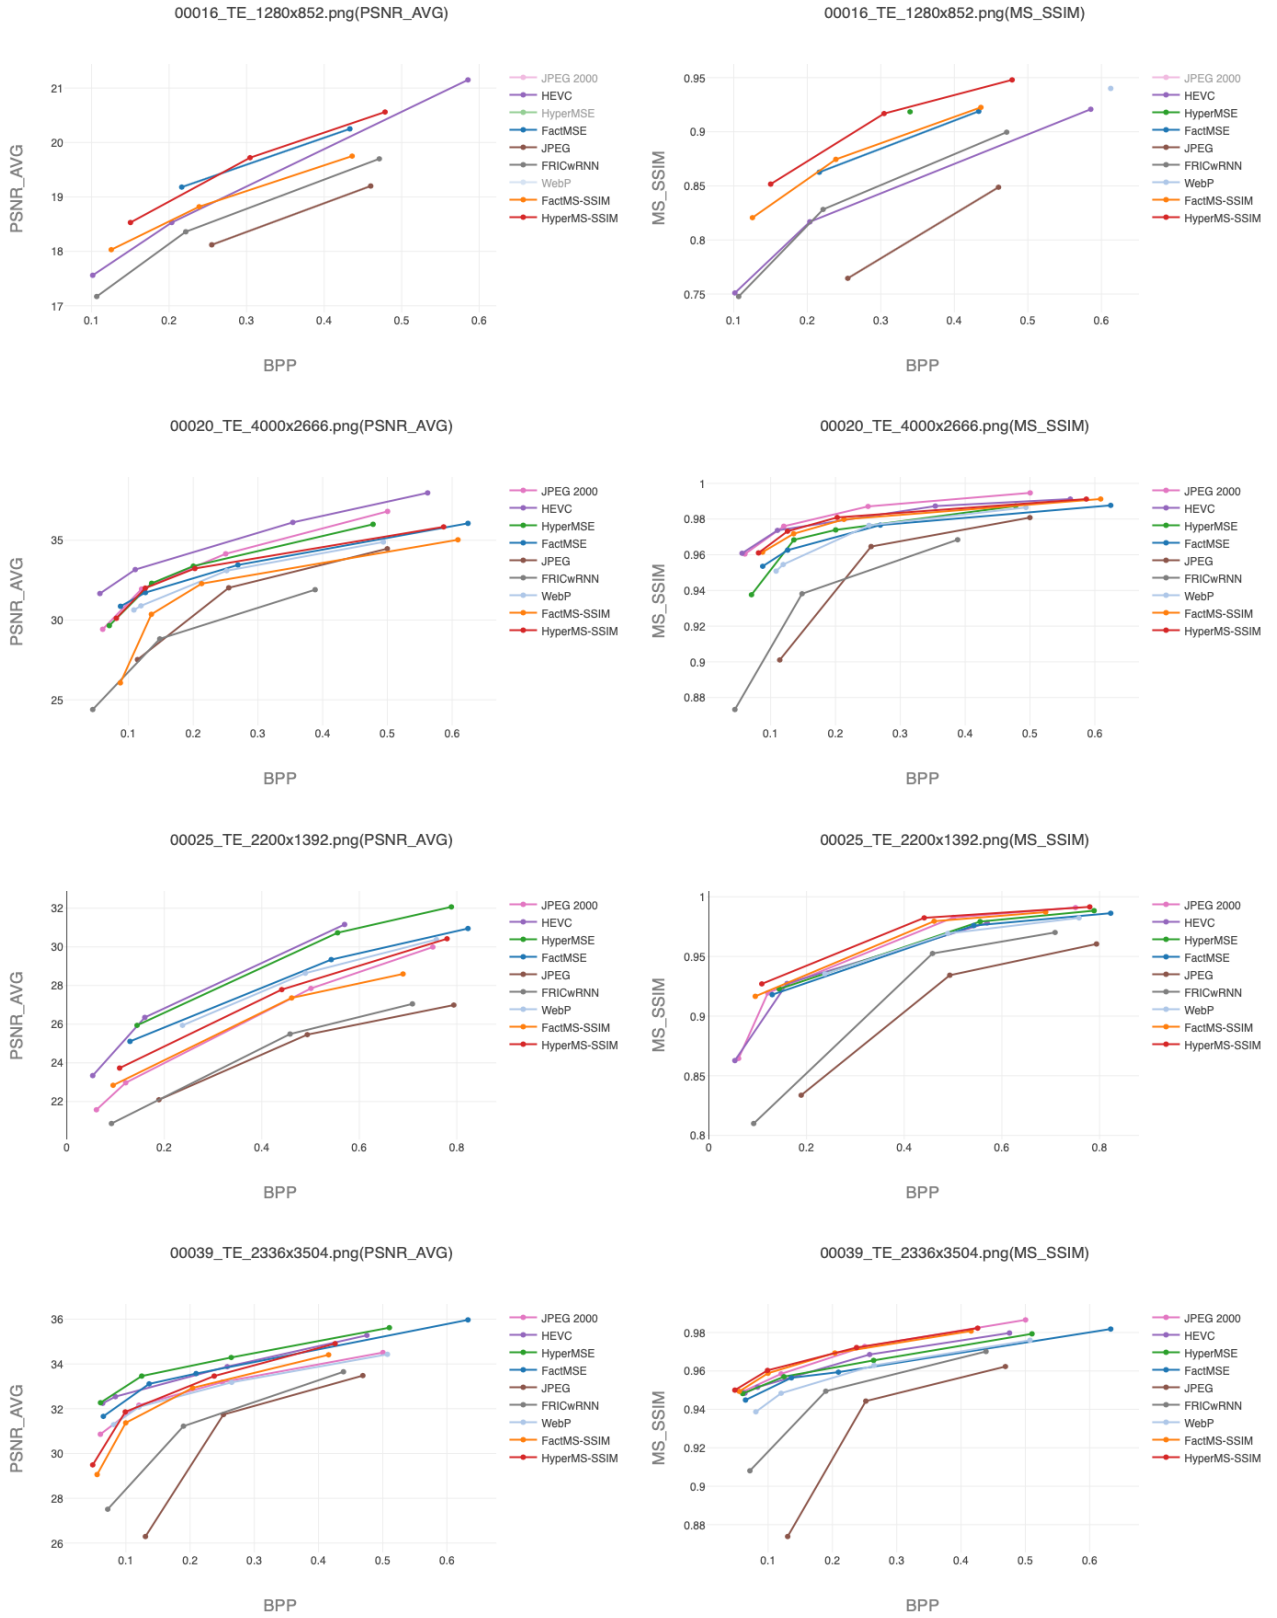 00016_TE_1280x852.png(PSNR_AVG)
PSNR_AVG
21
20
19
18
17
0.1 0.2 0.3 0.4 0.5 0.6
BPP
JPEG 2000
HEVC
HyperMSE
FactMSE
JPEG
FRICwRNN
WebP
FactMS-SSIM
HyperMS-SSIM
00016_TE_1280x852.png(MS_SSIM)
MS_SSIM
0.95
0.9
0.85
0.8
0.75
0.1 0.2 0.3 0.4 0.5 0.6
BPP
JPEG 2000
HEVC
HyperMSE
FactMSE
JPEG
FRICwRNN
WebP
FactMS-SSIM
HyperMS-SSIM
00020_TE_4000x2666.png(PSNR_AVG)
PSNR_AVG
35
30
25
0.1 0.2 0.3 0.4 0.5 0.6
BPP
JPEG 2000
HEVC
HyperMSE
FactMSE
JPEG
FRICwRNN
WebP
FactMS-SSIM
HyperMS-SSIM
00020_TE_4000x2666.png(MS_SSIM)
MS_SSIM
1
0.98
0.96
0.94
0.92
0.9
0.88
0.1 0.2 0.3 0.4 0.5 0.6
BPP
JPEG 2000
HEVC
HyperMSE
FactMSE
JPEG
FRICwRNN
WebP
FactMS-SSIM
HyperMS-SSIM
00025_TE_2200x1392.png(PSNR_AVG)
PSNR_AVG
32
30
28
26
24
22
0 0.2 0.4 0.6 0.8
BPP
JPEG 2000
HEVC
HyperMSE
FactMSE
JPEG
FRICwRNN
WebP
FactMS-SSIM
HyperMS-SSIM
00025_TE_2200x1392.png(MS_SSIM)
MS_SSIM
1
0.95
0.9
0.85
0.8
0 0.2 0.4 0.6 0.8
BPP
JPEG 2000
HEVC
HyperMSE
FactMSE
JPEG
FRICwRNN
WebP
FactMS-SSIM
HyperMS-SSIM
00039_TE_2336x3504.png(PSNR_AVG)
PSNR_AVG
36
34
32
30
28
26
0.1 0.2 0.3 0.4 0.5 0.6
BPP
JPEG 2000
HEVC
HyperMSE
FactMSE
JPEG
FRICwRNN
WebP
FactMS-SSIM
HyperMS-SSIM
00039_TE_2336x3504.png(MS_SSIM)
MS_SSIM
0.98
0.96
0.94
0.92
0.9
0.88
0.1 0.2 0.3 0.4 0.5 0.6
BPP
JPEG 2000
HEVC
HyperMSE
FactMSE
JPEG
FRICwRNN
WebP
FactMS-SSIM
HyperMS-SSIM